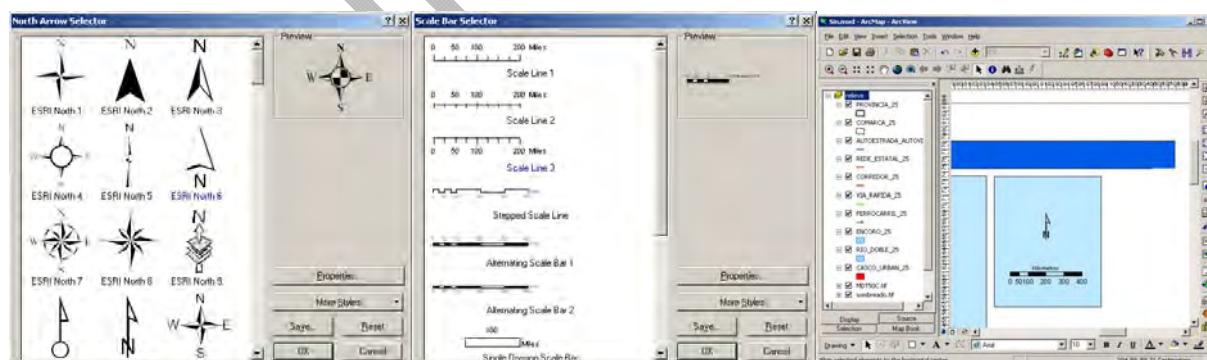 North Arrow Selector
N
N
N
ESRI North 1
ESRI North 2
ESRI North 3
N
W
E
S
N
N
ESRI North 4
ESRI North 5
ESRI North 6
N
W
E
N
ESRI North 7
ESRI North 8
ESRI North 9
N
W
E
S
Preview
N
W
E
S
Properties...
More Styles
Save...
Reset
OK
Cancel
Scale Bar Selector
0 50 100 200 Miles
Scale Line 1
0 50 100 200 Miles
Scale Line 2
0 50 100 200 Miles
Scale Line 3
Stepped Scale Line
Alternating Scale Bar 1
Alternating Scale Bar 2
100
Miles
Single Division Scale Bar
Preview
Properties...
More Styles
Save...
Reset
OK
Cancel
- ArcMap - ArcView
File Edit View Insert Selection Tools Window Help
relieve
PROVINCIA_25
COMARCA_25
REDE_ESTATAL_25
CORREDOR_25
VIA_RAPIDA_25
FERROCARRIL_25
ENCORO_25
RIO_DOBLE_25
CASCO_URBAN_25
sombreado.tif
Display
Source
Selection
Map Book
N
Kilometers
0 50100 200 300 400
Drawing
Arial
10
B I U A